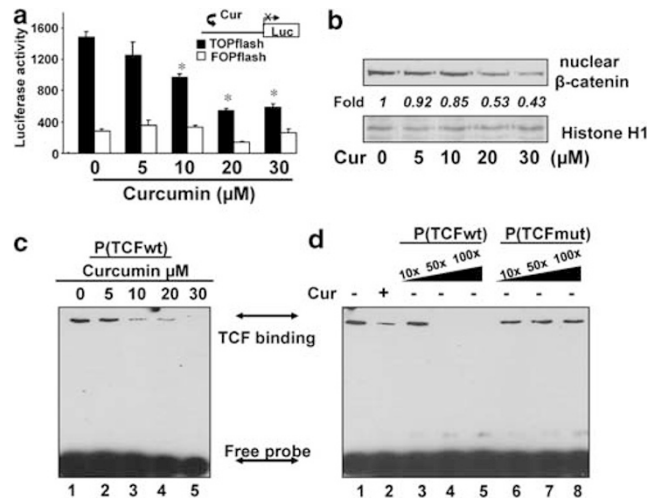 a
Cur
Luc
Luciferase activity
1600
1200
800
400
0
TOPflash
FOPflash
* * *
0 5 10 20 30
Curcumin (μM)
b
nuclear
β-catenin
Fold 1 0.92 0.85 0.53 0.43
Histone H1
Cur 0 5 10 20 30 (μM)
c
P(TCFwt)
Curcumin μM
0 5 10 20 30
TCF binding
Free probe
1 2 3 4 5
d
P(TCFwt) P(TCFmut)
10x 50x 100x 10x 50x 100x
Cur - + - - - - - -
1 2 3 4 5 6 7 8